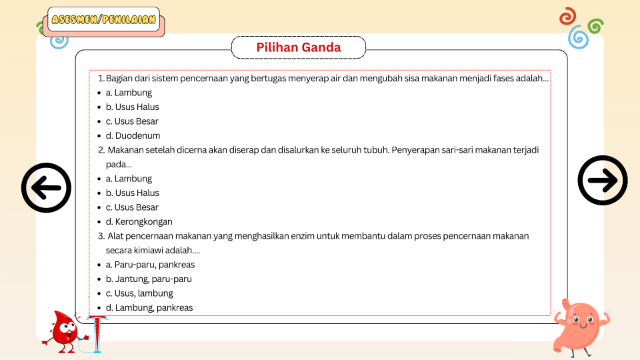 ASESMEN/PENILAIAN
Pilihan Ganda
1. Bagian dari sistem pencernaan yang bertugas menyerap air dan mengubah sisa makanan menjadi fases adalah...
• a. Lambung
• b. Usus Halus
• c. Usus Besar
• d. Duodenum
2. Makanan setelah dicerna akan diserap dan disalurkan ke seluruh tubuh. Penyerapan sari-sari makanan terjadi
pada...
• a. Lambung
• b. Usus Halus
• c. Usus Besar
• d. Kerongkongan
3. Alat pencernaan makanan yang menghasilkan enzim untuk membantu dalam proses pencernaan makanan
secara kimiawi adalah....
• a. Paru-paru, pankreas
• b. Jantung, paru-paru
• c. Usus, lambung
• d. Lambung, pankreas